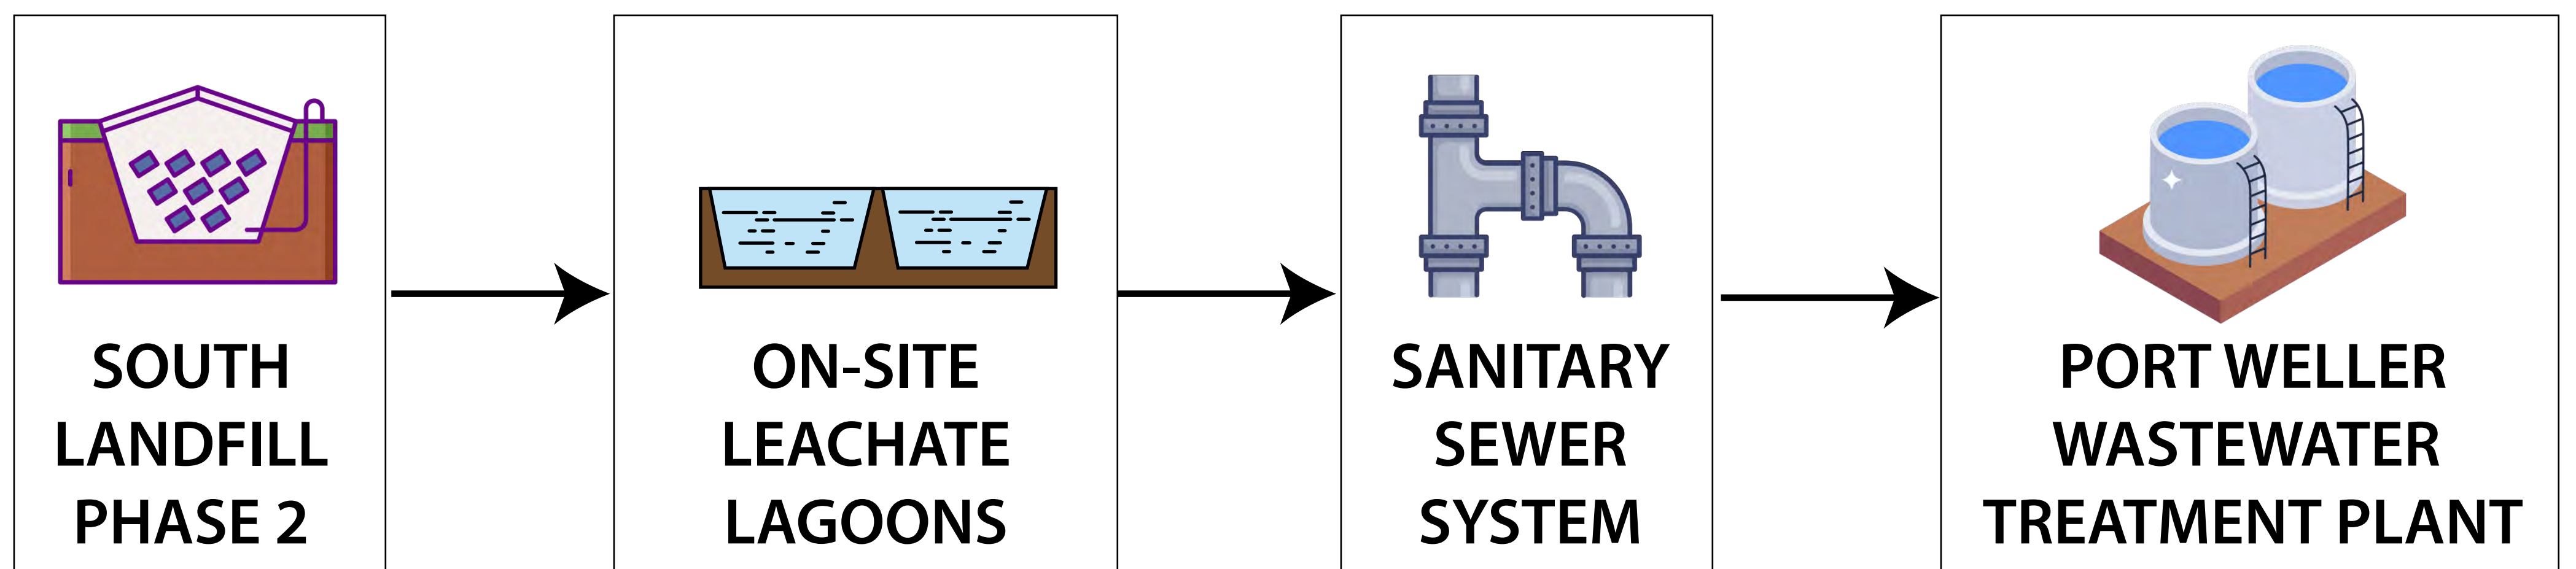 SOUTH
LANDFILL
PHASE 2
ON-SITE
LEACHATE
LAGOONS
SANITARY
SEWER
SYSTEM
PORT WELLER
WASTEWATER
TREATMENT PLANT